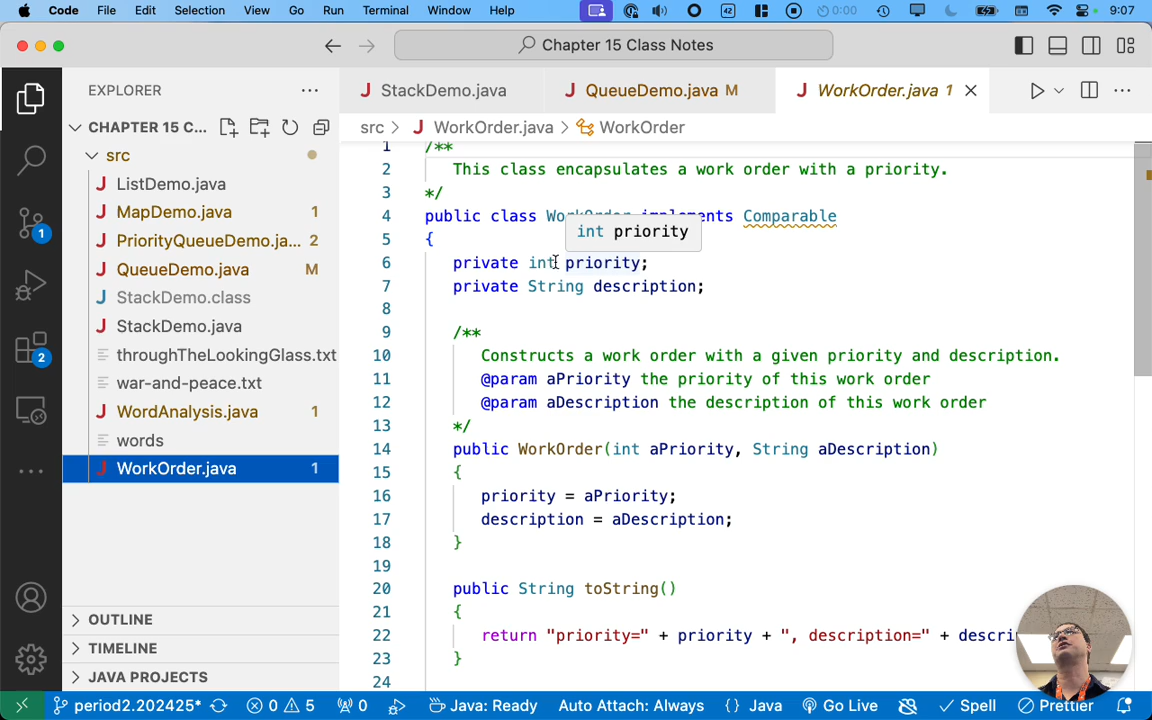 Code File Edit Selection View Go Run Terminal Window Help 42 0:00 9:07
Chapter 15 Class Notes
EXPLORER
StackDemo.java
QueueDemo.java M
WorkOrder.java 1
CHAPTER 15 C...
src
ListDemo.java
MapDemo.java 1
PriorityQueueDemo.ja... 2
QueueDemo.java M
StackDemo.class
StackDemo.java
throughTheLookingGlass.txt
war-and-peace.txt
WordAnalysis.java 1
words
WorkOrder.java 1
OUTLINE
TIMELINE
JAVA PROJECTS
1
2
src > WorkOrder.java > WorkOrder
int priority
1 /**
2 This class encapsulates a work order with a priority.
3 */
4 public class WorkOrder implements Comparable
5 {
6 private int priority;
7 private String description;
8
9 /**
10 Constructs a work order with a given priority and description.
11 @param aPriority the priority of this work order
12 @param aDescription the description of this work order
13 */
14 public WorkOrder(int aPriority, String aDescription)
15 {
16 priority = aPriority;
17 description = aDescription;
18 }
19
20 public String toString()
21 {
22 return "priority=" + priority + ", description=" + descri
23 }
24
period2.202425* 0 5 0 Java: Ready Auto Attach: Always {} Java Go Live Spell Prettier